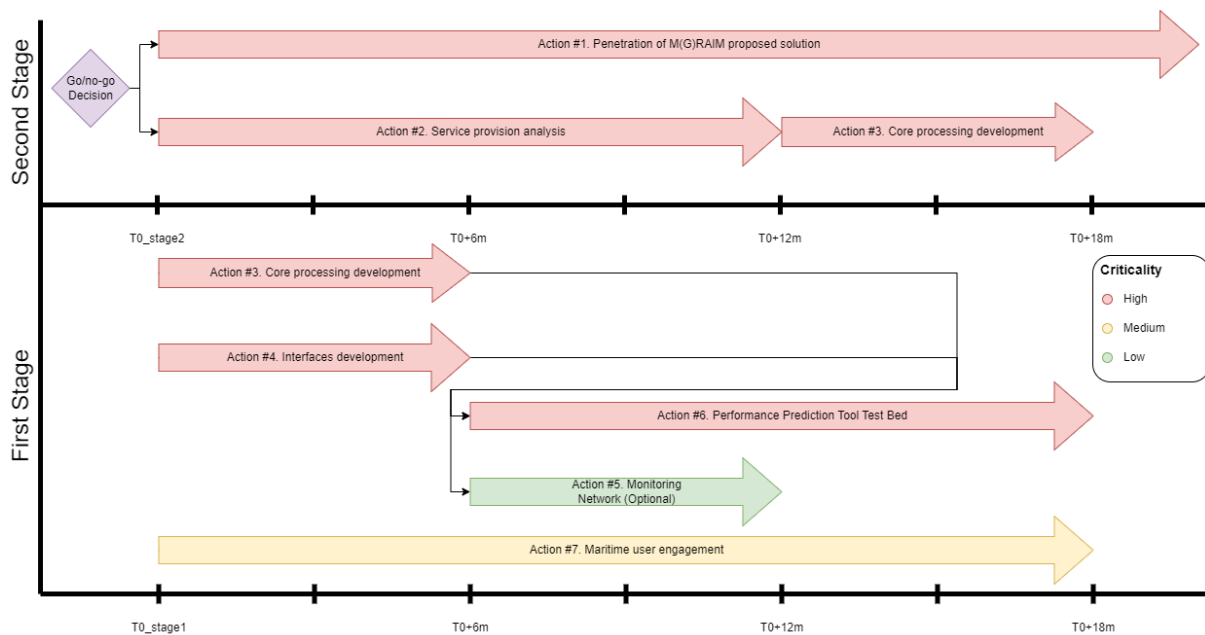 Second Stage
Action #1. Penetration of M(G)RAIM proposed solution
Go/no-go
Decision
Action #2. Service provision analysis
Action #3. Core processing development
T0_stage2
T0+6m
T0+12m
T0+18m
First Stage
Action #3. Core processing development
Criticality
High
Medium
Low
Action #4. Interfaces development
Action #6. Performance Prediction Tool Test Bed
Action #5. Monitoring
Network (Optional)
Action #7. Maritime user engagement
T0_stage1
T0+6m
T0+12m
T0+18m